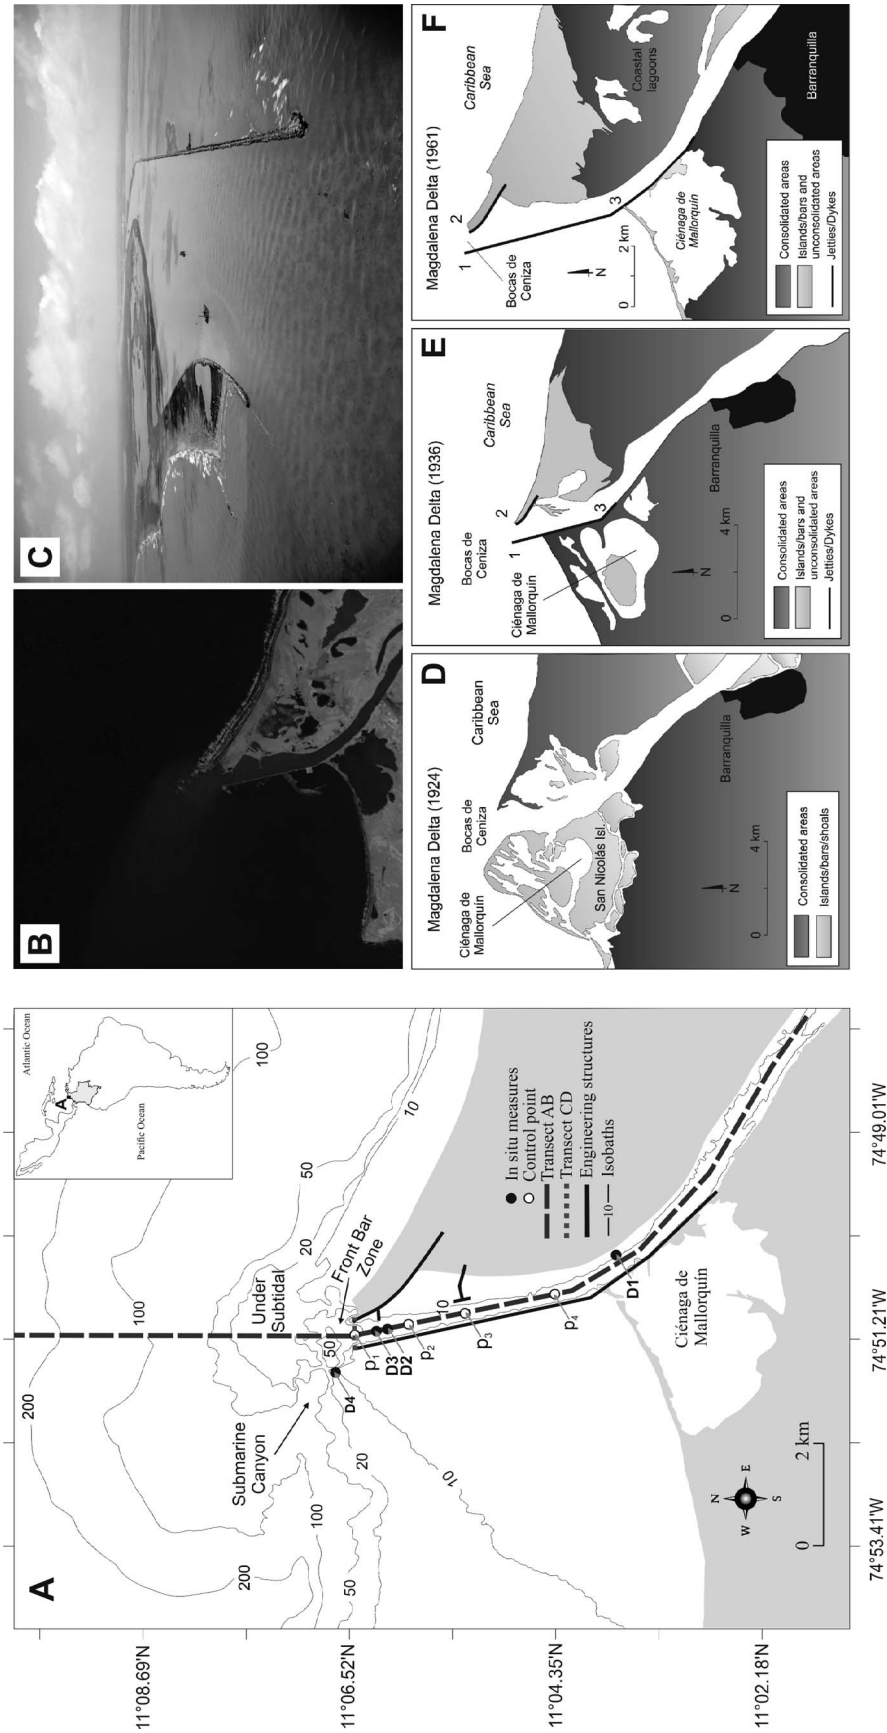 A
Atlantic Ocean
Pacific Ocean
A
200
100
100
50
20
10
Under
Subtidal
Front Bar
Zone
Submarine
Canyon
200
100
50
20
10
50
10
D4
P1
D3
D2
P2
P3
P4
D1
In situ measures
Control point
Transect AB
Transect CD
Engineering structures
—10— Isobaths
Ciénaga de
Mallorquín
N
E
S
W
0 2 km
11°08.69'N
11°06.52'N
11°04.35'N
11°02.18'N
74°53.41'W
74°51.21'W
74°49.01'W
B
C
D
Magdalena Delta (1924)
Bocas de
Ceniza
Caribbean
Sea
Ciénaga de
Mallorquín
San Nicolás Isl.
Barranquilla
0 4 km
N
Consolidated areas
Islands/bars/shoals
E
Magdalena Delta (1936)
Bocas de
Ceniza
Caribbean
Sea
1
2
3
Ciénaga de
Mallorquín
Barranquilla
0 4 km
N
Consolidated areas
Islands/bars and
unconsolidated areas
Jetties/Dykes
F
Magdalena Delta (1961)
Caribbean
Sea
1
2
3
Bocas de
Ceniza
Coastal
lagoons
0 2 km
N
Ciénaga de
Mallorquín
Barranquilla
Consolidated areas
Islands/bars and
unconsolidated areas
Jetties/Dykes